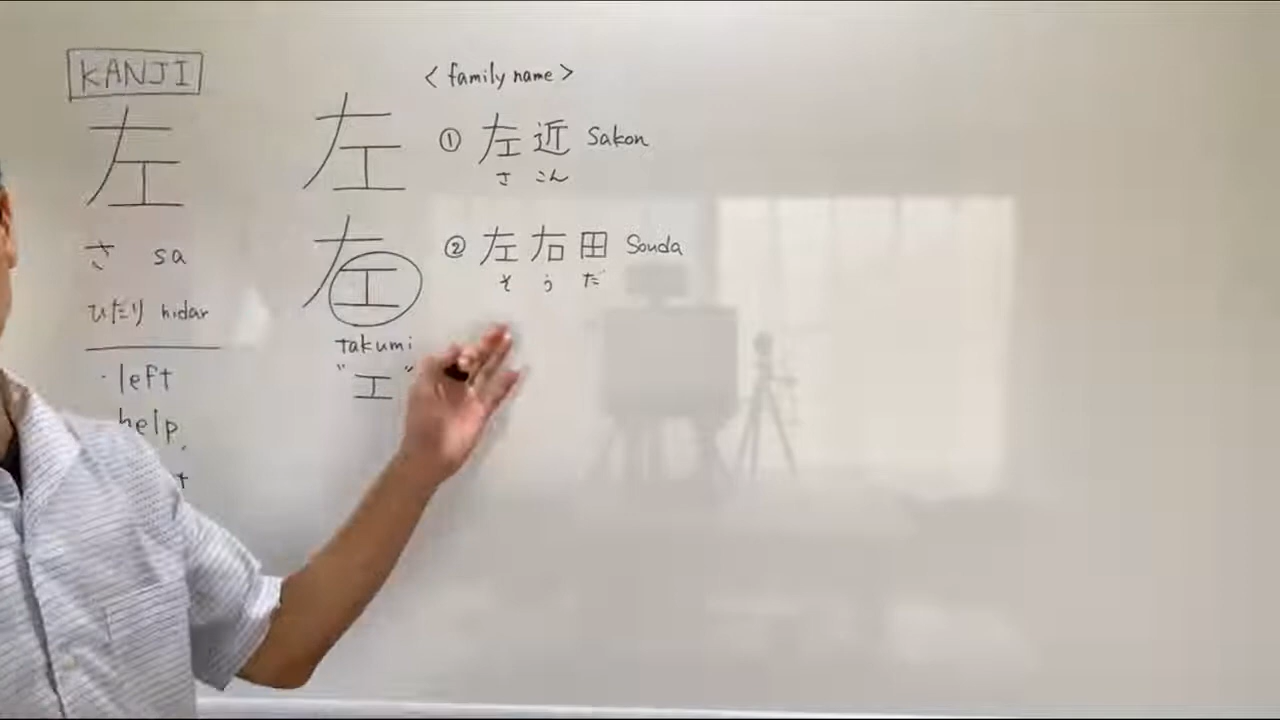 KANJI
左
さ sa
ひだり hidari
・left
help
左
左
takumi
"工"
<family name>
① 左近 Sakon
さ こん
② 左右田 Souda
そ う だ